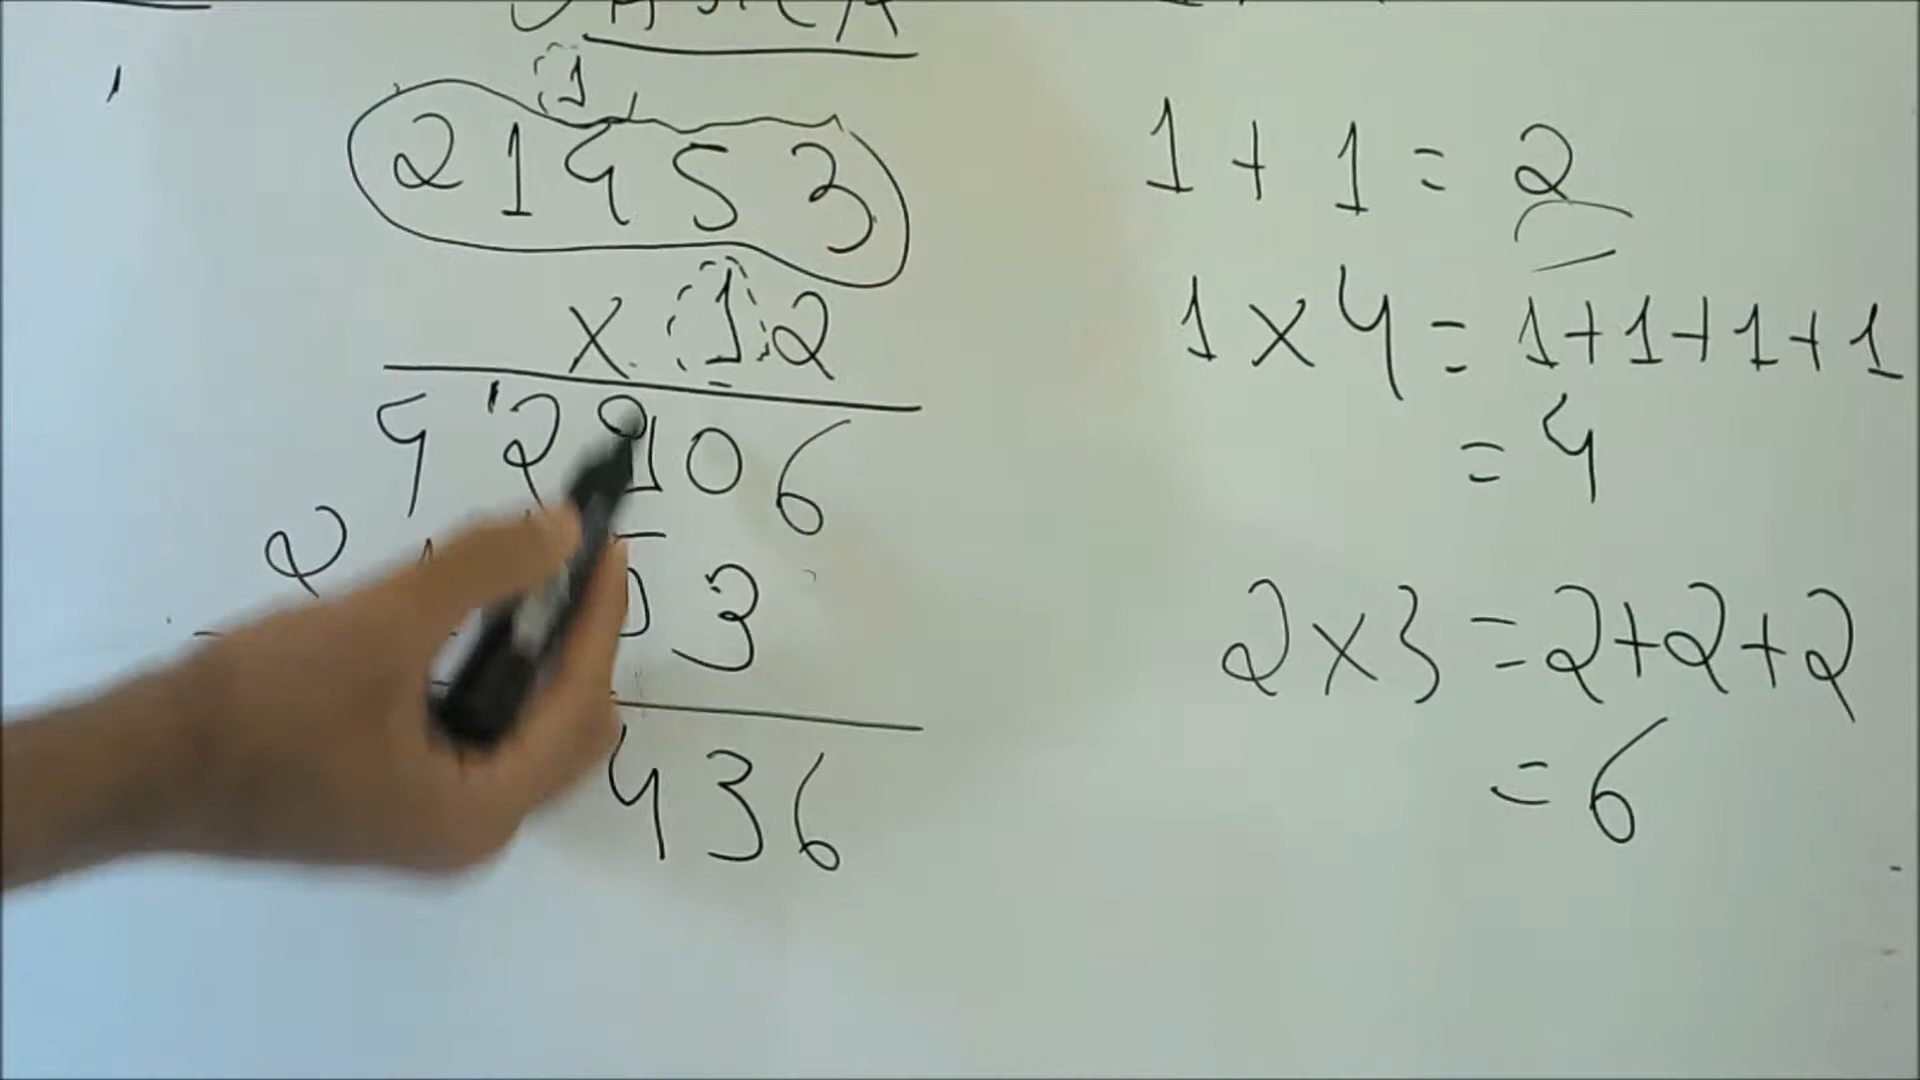 1
21453
x 12
42906
2
3
436
1 + 1 = 2
1 x 4 = 1+1+1+1
= 4
2 x 3 = 2+2+2
= 6